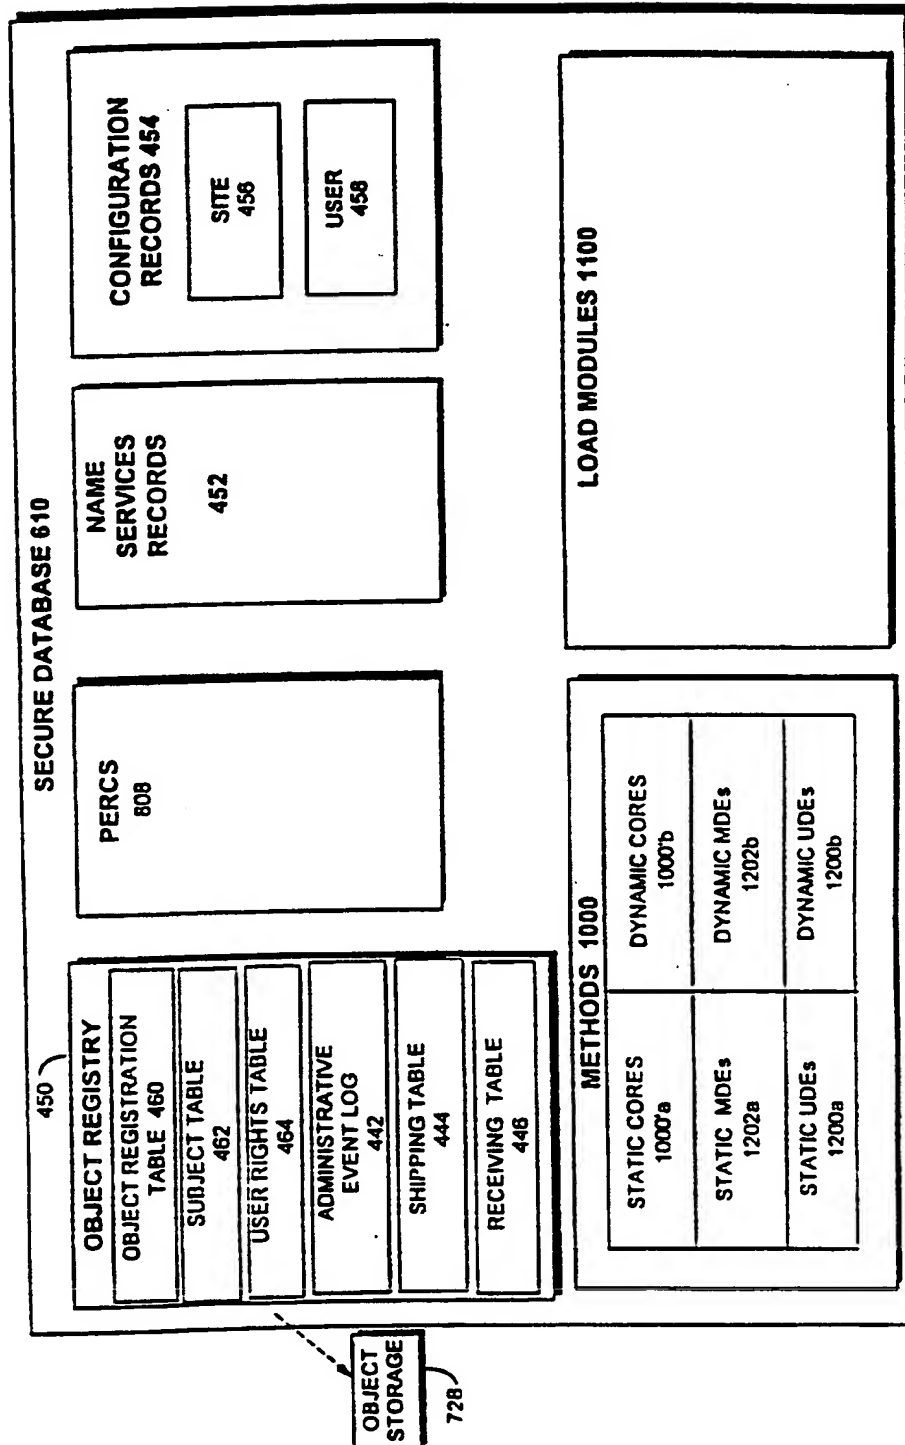 SECURE DATABASE 610
450
OBJECT REGISTRY
OBJECT REGISTRATION
TABLE 460
SUBJECT TABLE
462
USER RIGHTS TABLE
464
ADMINISTRATIVE
EVENT LOG
442
SHIPPING TABLE
444
RECEIVING TABLE
446
PERCS
808
NAME
SERVICES
RECORDS
452
CONFIGURATION
RECORDS 454
SITE
456
USER
458
OBJECT
STORAGE
728
METHODS 1000
STATIC CORES
1000'a
DYNAMIC CORES
1000'b
STATIC MDEs
1202a
DYNAMIC MDEs
1202b
STATIC UDEs
1200a
DYNAMIC UDEs
1200b
LOAD MODULES 1100